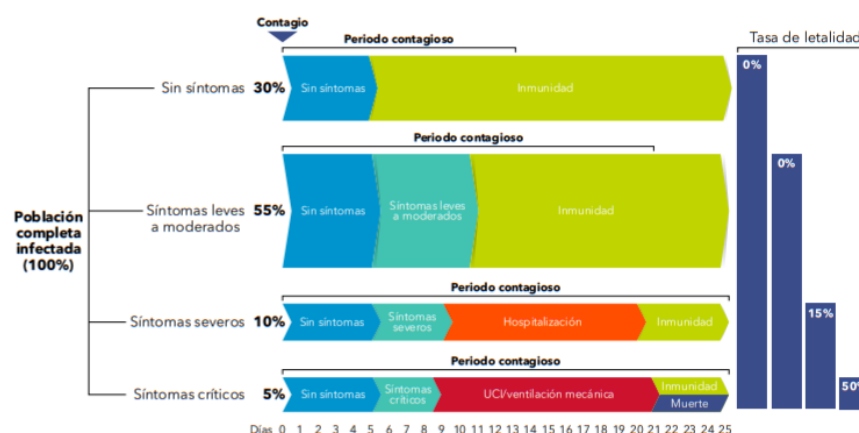 Contagio
Periodo contagioso
Tasa de letalidad
Sin síntomas 30% Sin síntomas Inmunidad 0%
Periodo contagioso
Síntomas leves
a moderados
55% Sin síntomas
Síntomas leves
a moderados
Inmunidad 0%
Población
completa
infectada
(100%)
Periodo contagioso
Síntomas severos 10% Sin síntomas
Síntomas
severos
Hospitalización Inmunidad 15%
Periodo contagioso
Síntomas críticos 5% Sin síntomas
Síntomas
críticos
UCI/ventilación mecánica
Inmunidad
Muerte
50%
Días 0 1 2 3 4 5 6 7 8 9 10 11 12 13 14 15 16 17 18 19 20 21 22 23 24 25